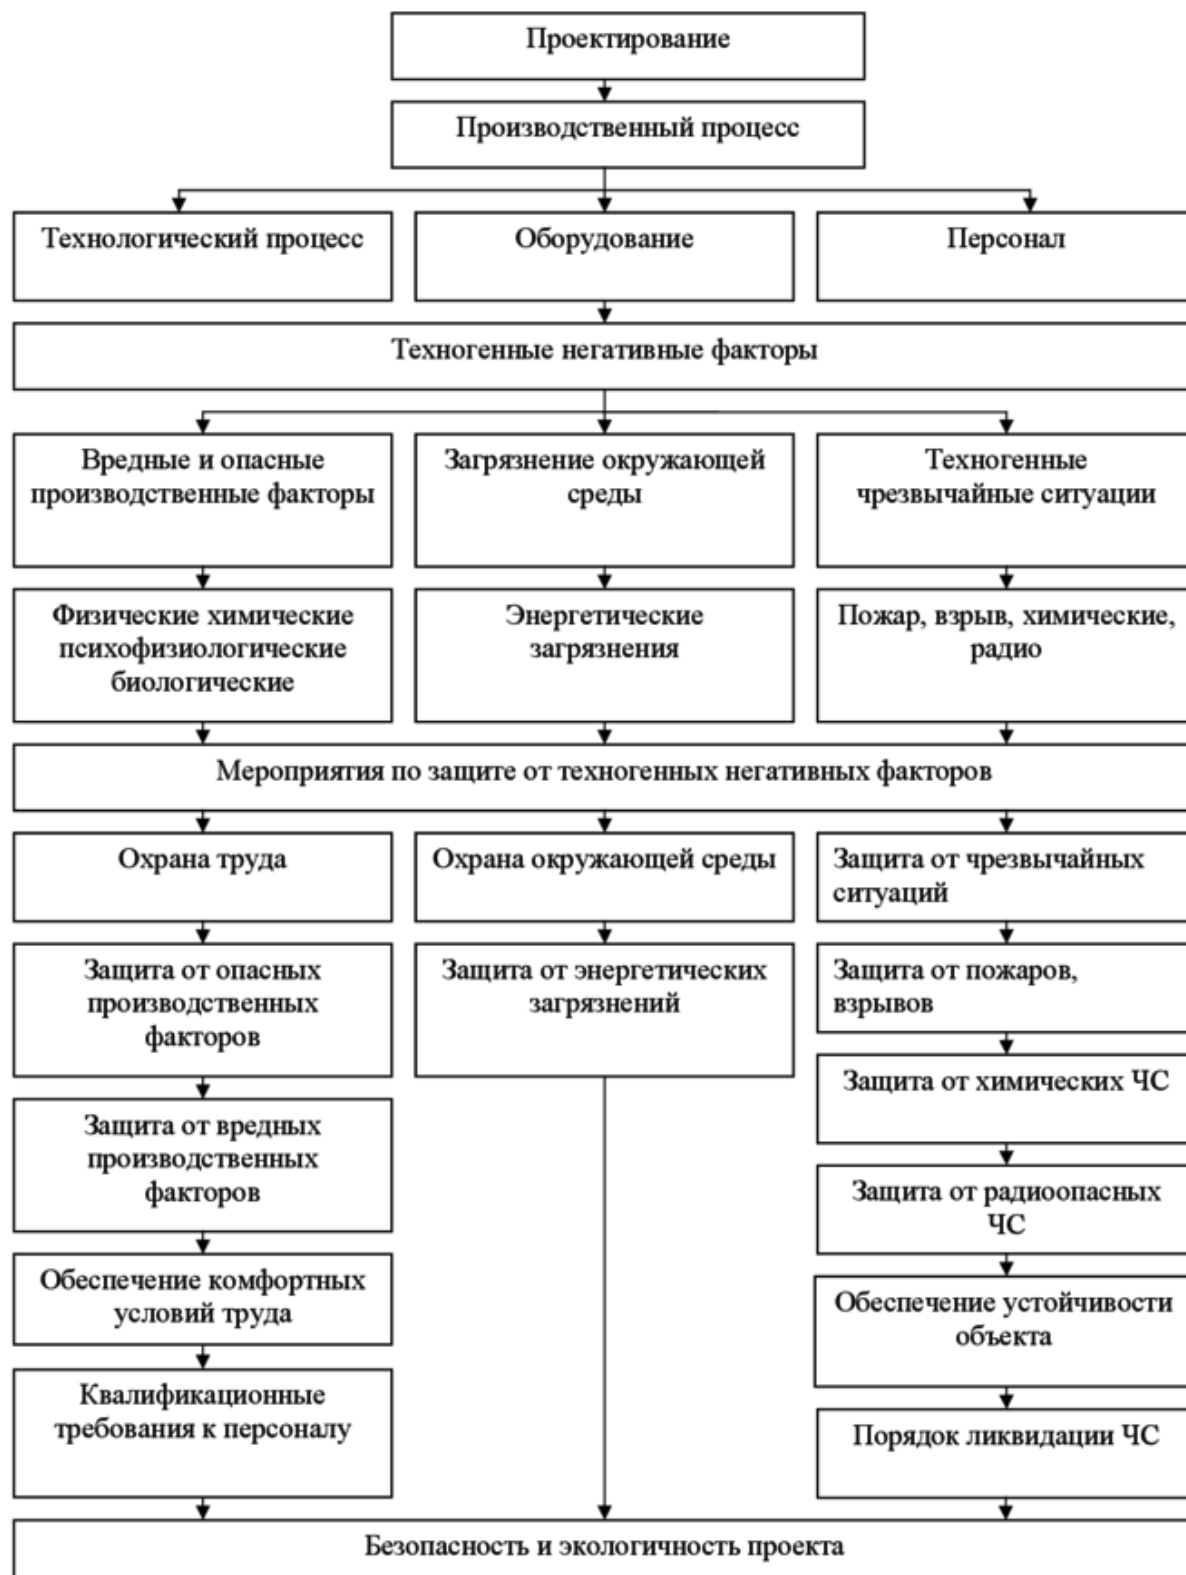 Проектирование
Производственный процесс
Технологический процесс
Оборудование
Персонал
Техногенные негативные факторы
Вредные и опасные
производственные факторы
Загрязнение окружающей
среды
Техногенные
чрезвычайные ситуации
Физические химические
психофизиологические
биологические
Энергетические
загрязнения
Пожар, взрыв, химические,
радио
Мероприятия по защите от техногенных негативных факторов
Охрана труда
Охрана окружающей среды
Защита от чрезвычайных
ситуаций
Защита от опасных
производственных
факторов
Защита от энергетических
загрязнений
Защита от пожаров,
взрывов
Защита от химических ЧС
Защита от вредных
производственных
факторов
Защита от радиоопасных
ЧС
Обеспечение комфортных
условий труда
Обеспечение устойчивости
объекта
Квалификационные
требования к персоналу
Порядок ликвидации ЧС
Безопасность и экологичность проекта